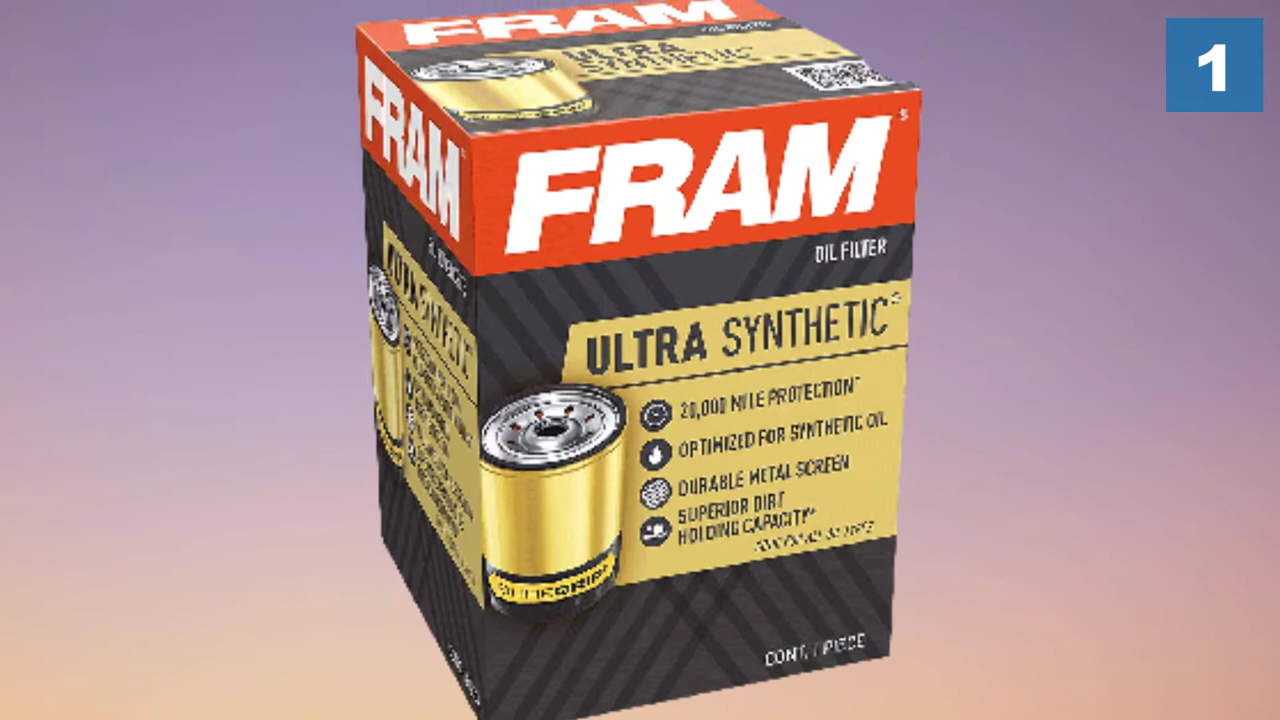 1
FRAM
ULTRA
SYNTHETIC
FRAM
FRAM
OIL FILTER
ULTRA SYNTHETIC
20,000 MILE PROTECTION
OPTIMIZED FOR SYNTHETIC OIL
DURABLE METAL SCREEN
SUPERIOR DIRT
HOLDING CAPACITY
CONT. 1 PIECE